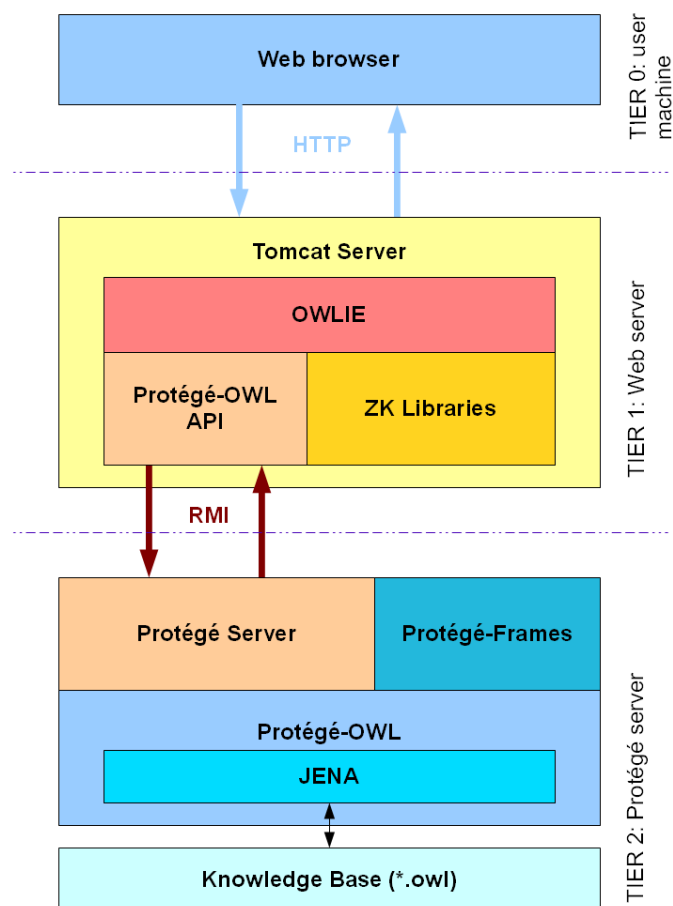 Web browser
TIER 0: user
machine
HTTP
Tomcat Server
OWLIE
Protégé-OWL
API
ZK Libraries
TIER 1: Web server
RMI
Protégé Server
Protégé-Frames
Protégé-OWL
JENA
TIER 2: Protégé server
Knowledge Base (*.owl)